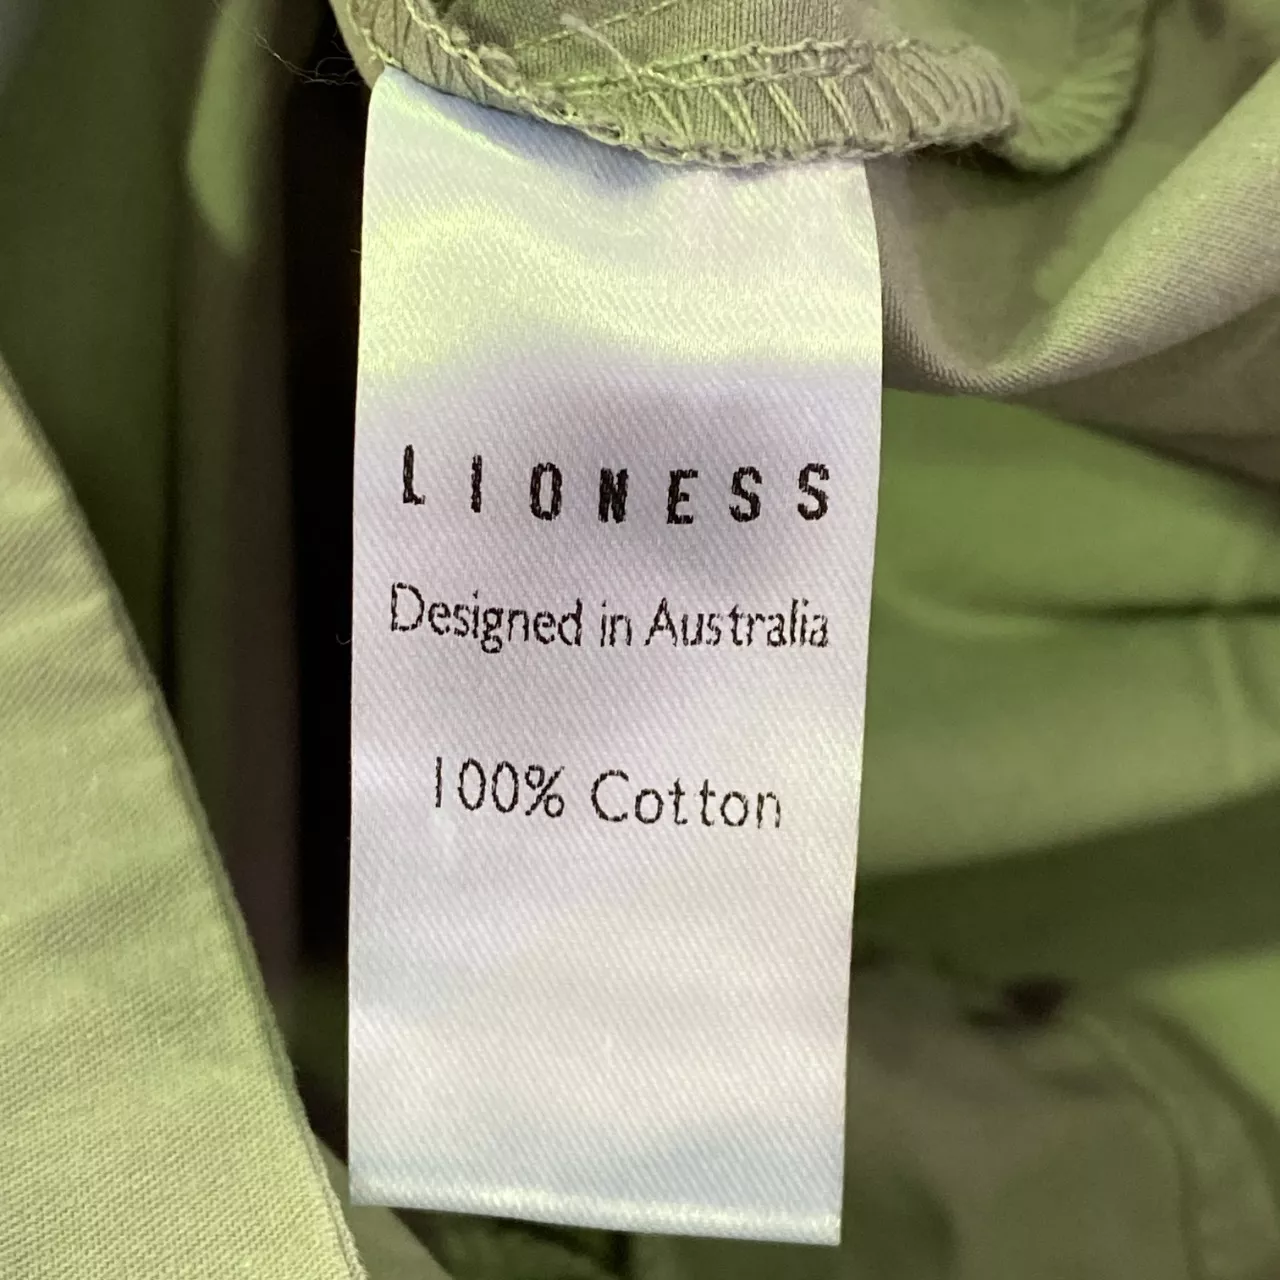 LIONESS
Designed in Australia
100% Cotton